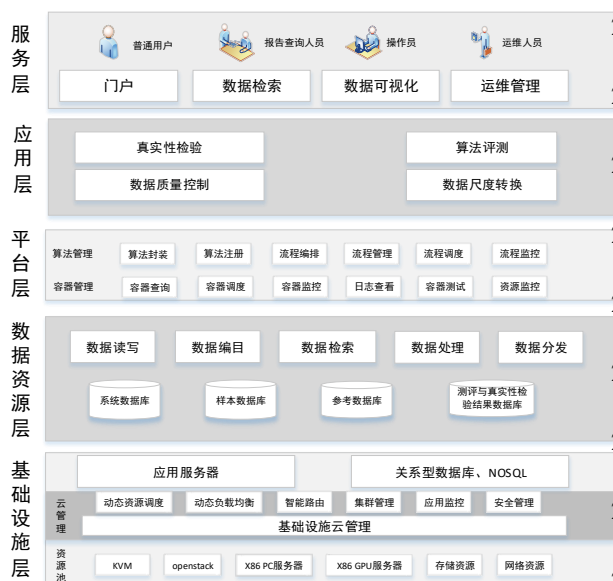 服务层
普通用户
报告查询人员
操作员
运维人员
门户
数据检索
数据可视化
运维管理
应用层
真实性检验
算法评测
数据质量控制
数据尺度转换
平台层
算法管理
算法封装
算法注册
流程编排
流程管理
流程调度
流程监控
容器管理
容器查询
容器调度
容器监控
日志查看
容器测试
资源监控
数据资源层
数据读写
数据编目
数据检索
数据处理
数据分发
系统数据库
样本数据库
参考数据库
测评与真实性检
验结果数据库
基础设施层
应用服务器
关系型数据库、NOSQL
云管理
动态资源调度
动态负载均衡
智能路由
集群管理
应用监控
安全管理
基础设施云管理
资源池
KVM
openstack
X86 PC服务器
X86 GPU服务器
存储资源
网络资源